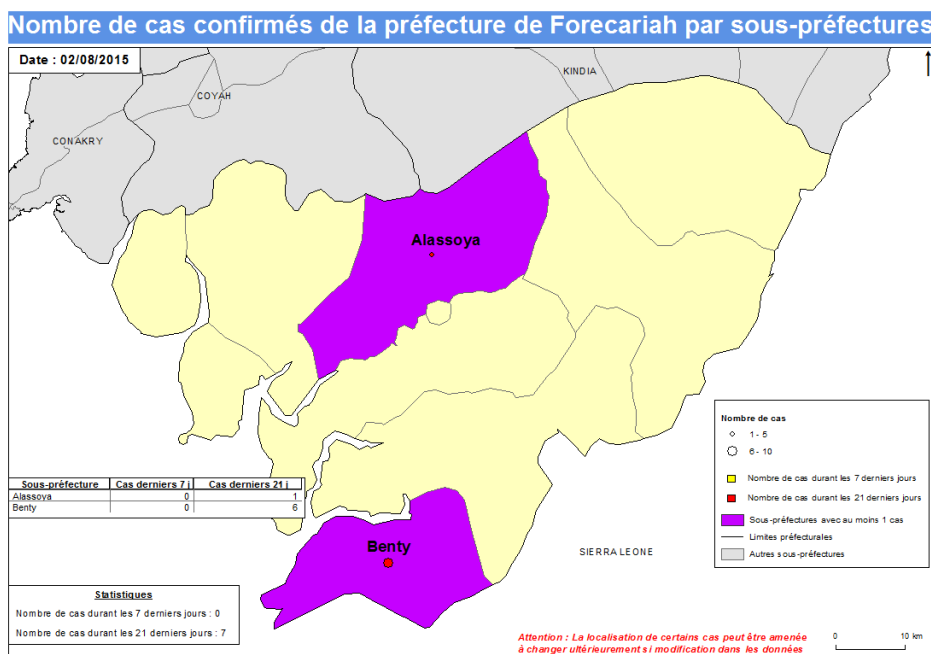 Nombre de cas confirmés de la préfecture de Forecariah par sous-préfectures
Date : 02/08/2015
KINDIA
COYAH
CONAKRY
Alassoya
Nombre de cas
1 - 5
6 - 10
Nombre de cas durant les 7 derniers jours
Nombre de cas durant les 21 derniers jours
Sous-préfectures avec au moins 1 cas
Limites préfecturales
Autres sous-préfectures
Sous-préfecture Cas derniers 7 j Cas derniers 21 j
Alassoya 0 1
Benty 0 6
Benty
SIERRA LEONE
Statistiques
Nombre de cas durant les 7 derniers jours : 0
Nombre de cas durant les 21 derniers jours : 7
Attention : La localisation de certains cas peut être amenée
à changer ultérieurement si modification dans les données
0 10 km